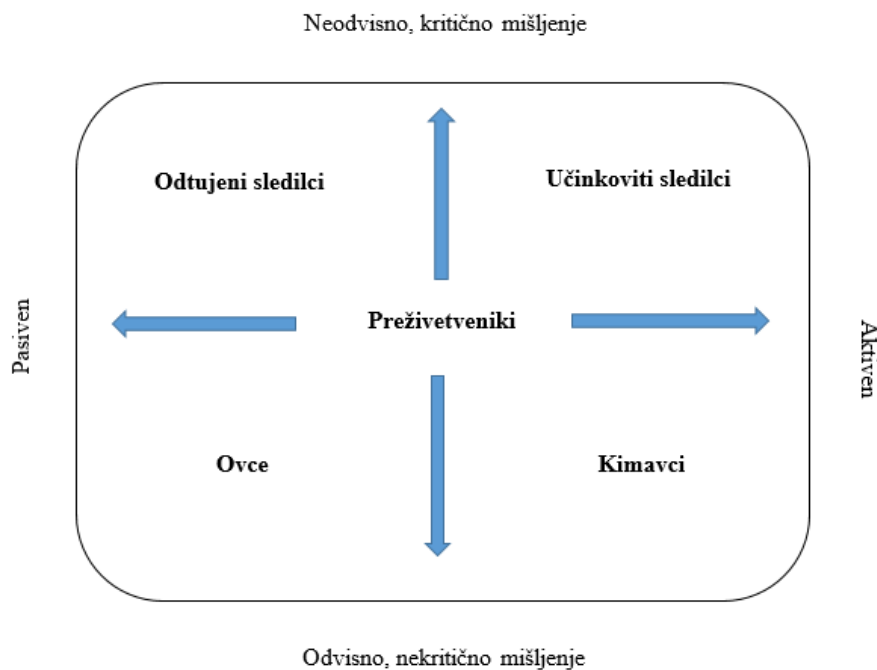 Neodvisno, kritično mišljenje
Odtujeni sledilci
Učinkoviti sledilci
Pasiven
Preživetveniki
Aktiven
Ovce
Kimavci
Odvisno, nekritično mišljenje